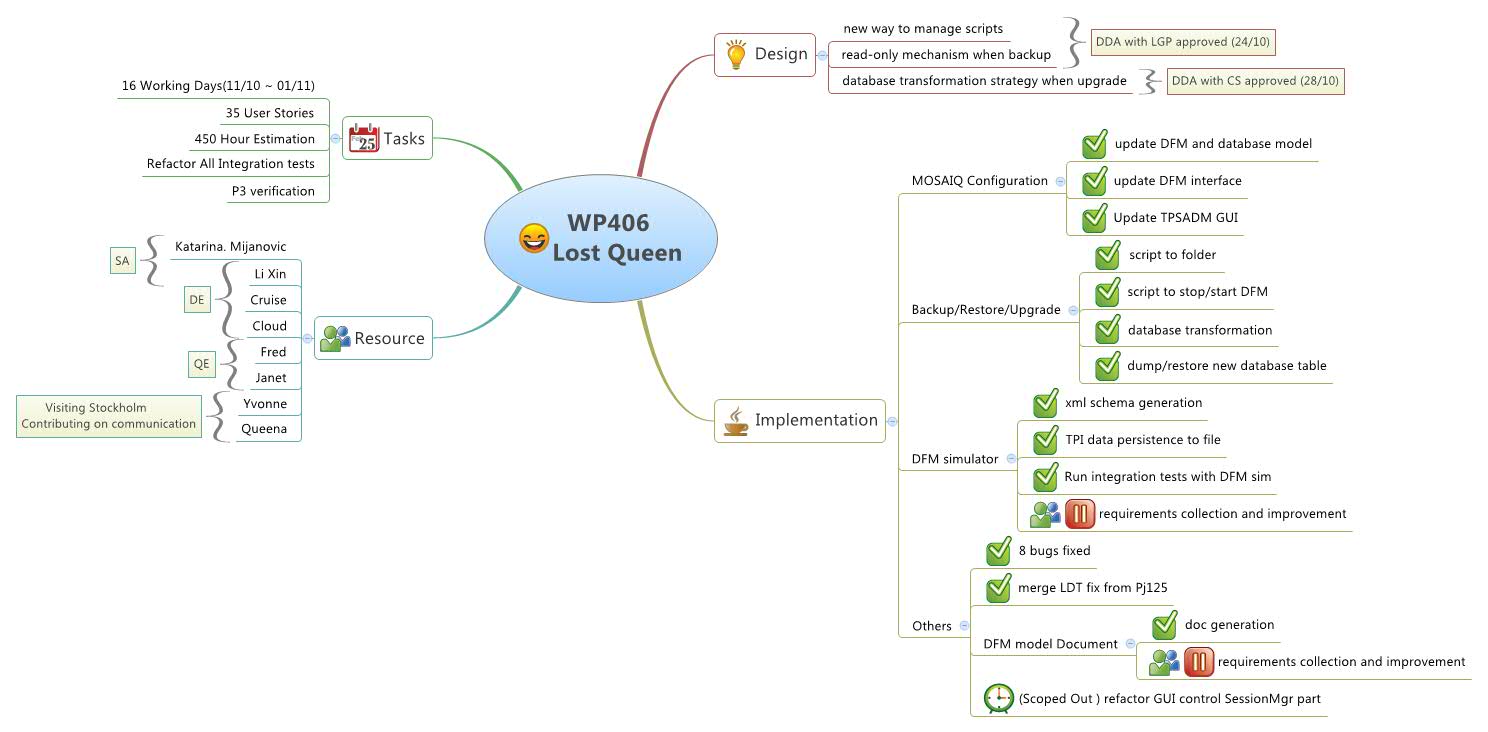 WP406
Lost Queen
Design
new way to manage scripts
read-only mechanism when backup
DDA with LGP approved (24/10)
database transformation strategy when upgrade
DDA with CS approved (28/10)
Tasks
25
16 Working Days(11/10 ~ 01/11)
35 User Stories
450 Hour Estimation
Refactor All Integration tests
P3 verification
Resource
SA
Katarina. Mijanovic
DE
Li Xin
Cruise
Cloud
QE
Fred
Janet
Visiting Stockholm
Contributing on communication
Yvonne
Queena
Implementation
MOSAIQ Configuration
update DFM and database model
update DFM interface
Update TPSADM GUI
Backup/Restore/Upgrade
script to folder
script to stop/start DFM
database transformation
dump/restore new database table
DFM simulator
xml schema generation
TPI data persistence to file
Run integration tests with DFM sim
requirements collection and improvement
Others
8 bugs fixed
merge LDT fix from Pj125
DFM model Document
doc generation
requirements collection and improvement
(Scoped Out ) refactor GUI control SessionMgr part